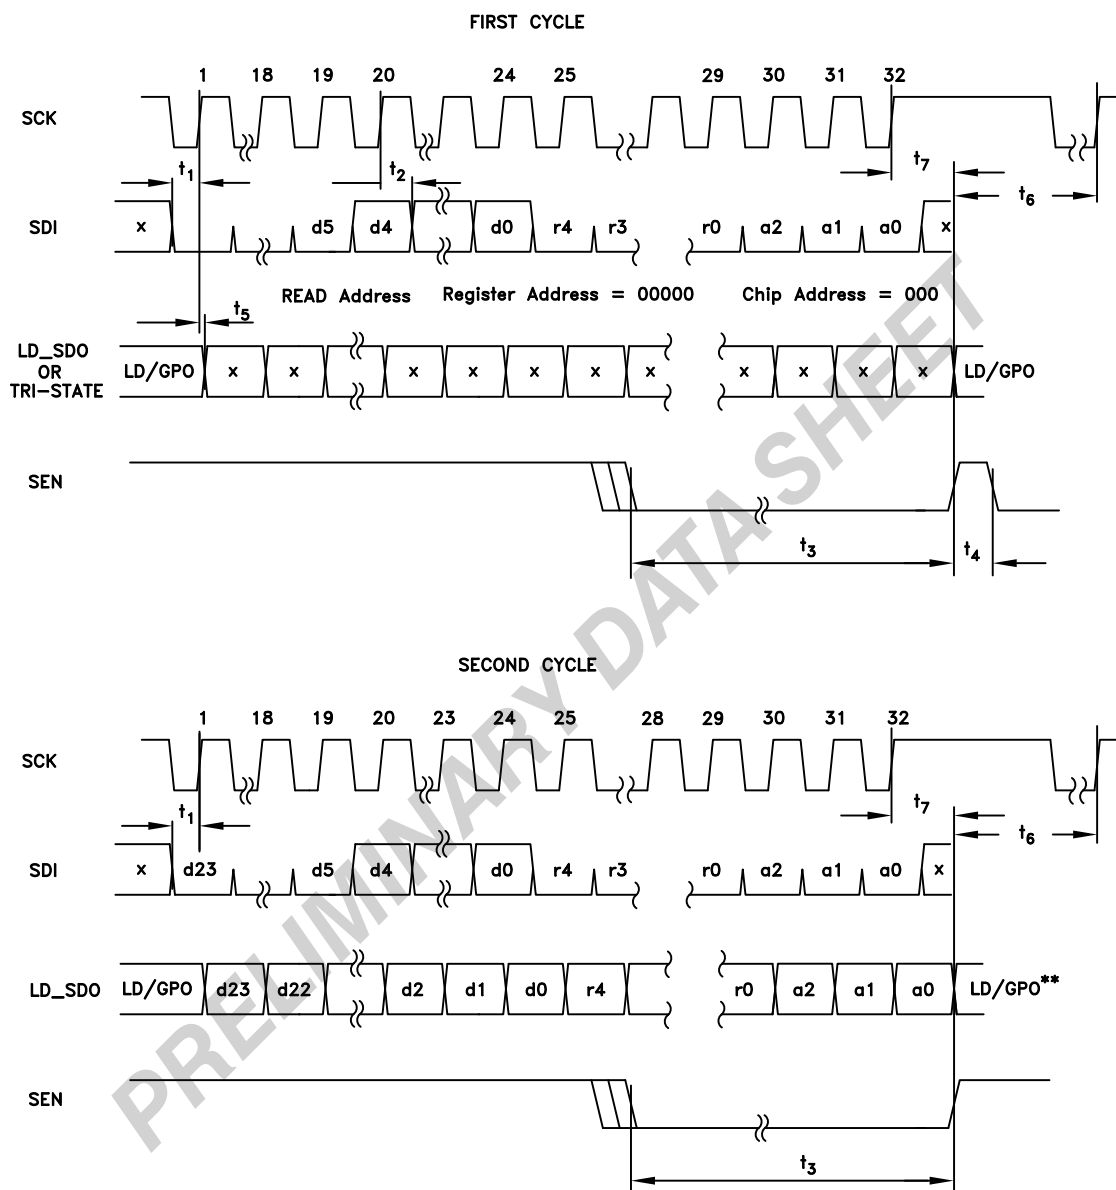 FIRST CYCLE
1 18 19 20 24 25 29 30 31 32
SCK
t1 t2 t7
t6
SDI x d5 d4 d0 r4 r3 r0 a2 a1 a0 x
READ Address Register Address = 00000 Chip Address = 000
t5
LD_SDO
OR
TRI-STATE
LD/GPO x x x x x x x x x x x x LD/GPO
SEN
t3 t4
SECOND CYCLE
1 18 19 20 23 24 25 28 29 30 31 32
SCK
t1 t7
t6
SDI x d23 d5 d4 d0 r4 r3 r0 a2 a1 a0 x
LD_SDO LD/GPO d23 d22 d2 d1 d0 r4 r0 a2 a1 a0 LD/GPO**
SEN
t3
PRELIMINARY DATA SHEET